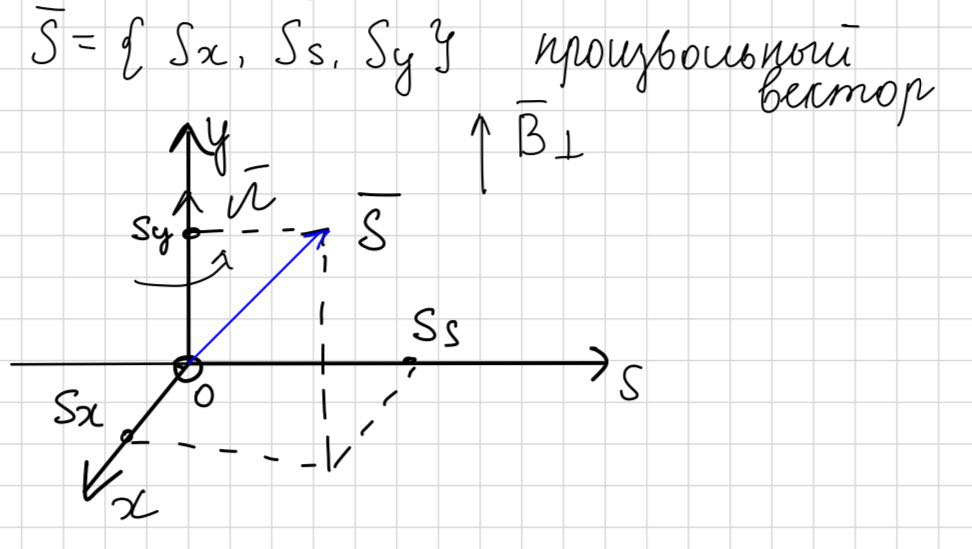 S̅ = { Sx, Ss, Sy } произвольный
вектор
B̅⊥
y
Sy
S̅
Ss
O
S
Sx
x